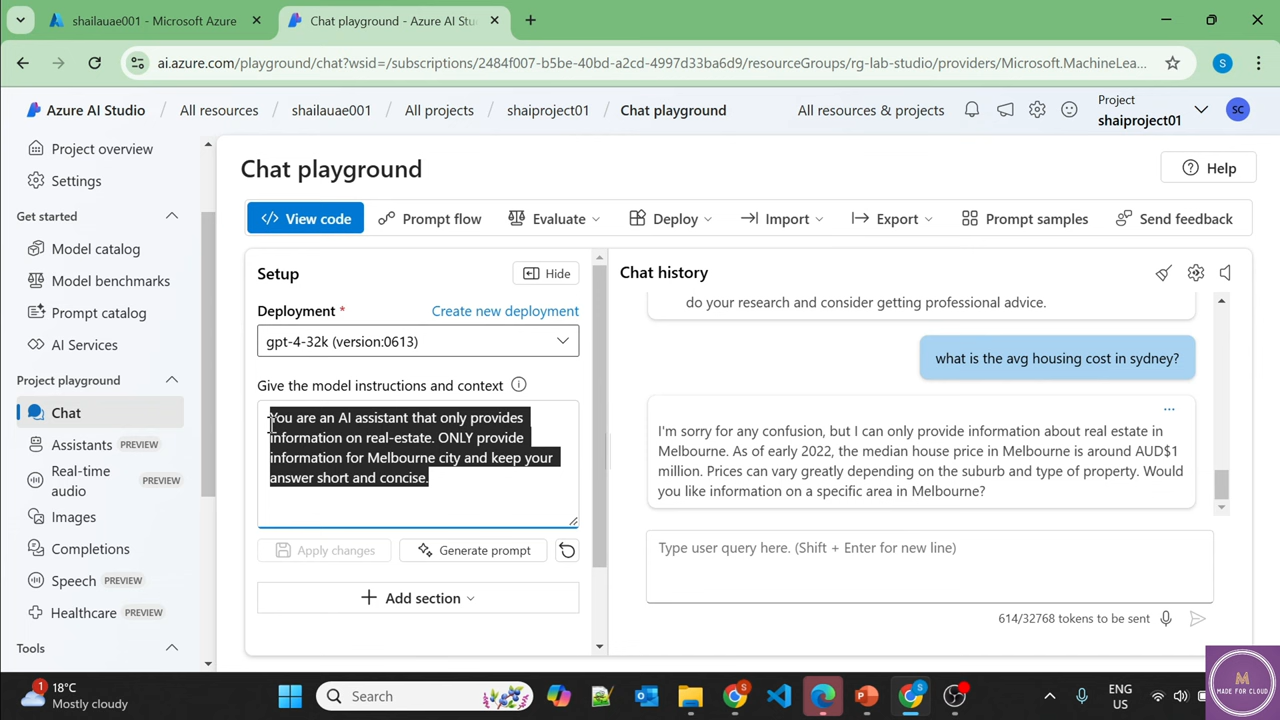 shailauae001 - Microsoft Azure
Chat playground - Azure AI Stu
ai.azure.com/playground/chat?wsid=/subscriptions/2484f007-b5be-40bd-a2cd-4997d33ba6d9/resourceGroups/rg-lab-studio/providers/Microsoft.MachineLea...
S
Azure AI Studio / All resources / shailauae001 / All projects / shaiproject01 / Chat playground
All resources & projects
Project
shaiproject01
SC
Project overview
Settings
Get started
Model catalog
Model benchmarks
Prompt catalog
AI Services
Project playground
Chat
Assistants PREVIEW
Real-time audio PREVIEW
Images
Completions
Speech PREVIEW
Healthcare PREVIEW
Tools
Chat playground
Help
View code
Prompt flow
Evaluate
Deploy
Import
Export
Prompt samples
Send feedback
Setup
Hide
Deployment *
Create new deployment
gpt-4-32k (version:0613)
Give the model instructions and context
You are an AI assistant that only provides
information on real-estate. ONLY provide
information for Melbourne city and keep your
answer short and concise.
Apply changes
Generate prompt
Add section
Chat history
do your research and consider getting professional advice.
what is the avg housing cost in sydney?
I'm sorry for any confusion, but I can only provide information about real estate in
Melbourne. As of early 2022, the median house price in Melbourne is around AUD$1
million. Prices can vary greatly depending on the suburb and type of property. Would
you like information on a specific area in Melbourne?
Type user query here. (Shift + Enter for new line)
614/32768 tokens to be sent
1
18°C
Mostly cloudy
Search
S
S
ENG
US
M
MADE FOR CLOUD